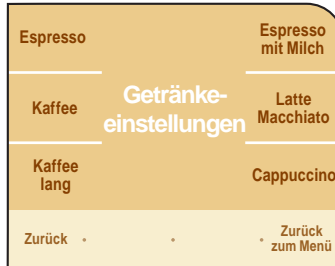 Espresso
Espresso
mit Milch
Getränke-
einstellungen
Kaffee
Latte
Macchiato
Kaffee
lang
Cappuccino
Zurück
Zurück
zum Menü